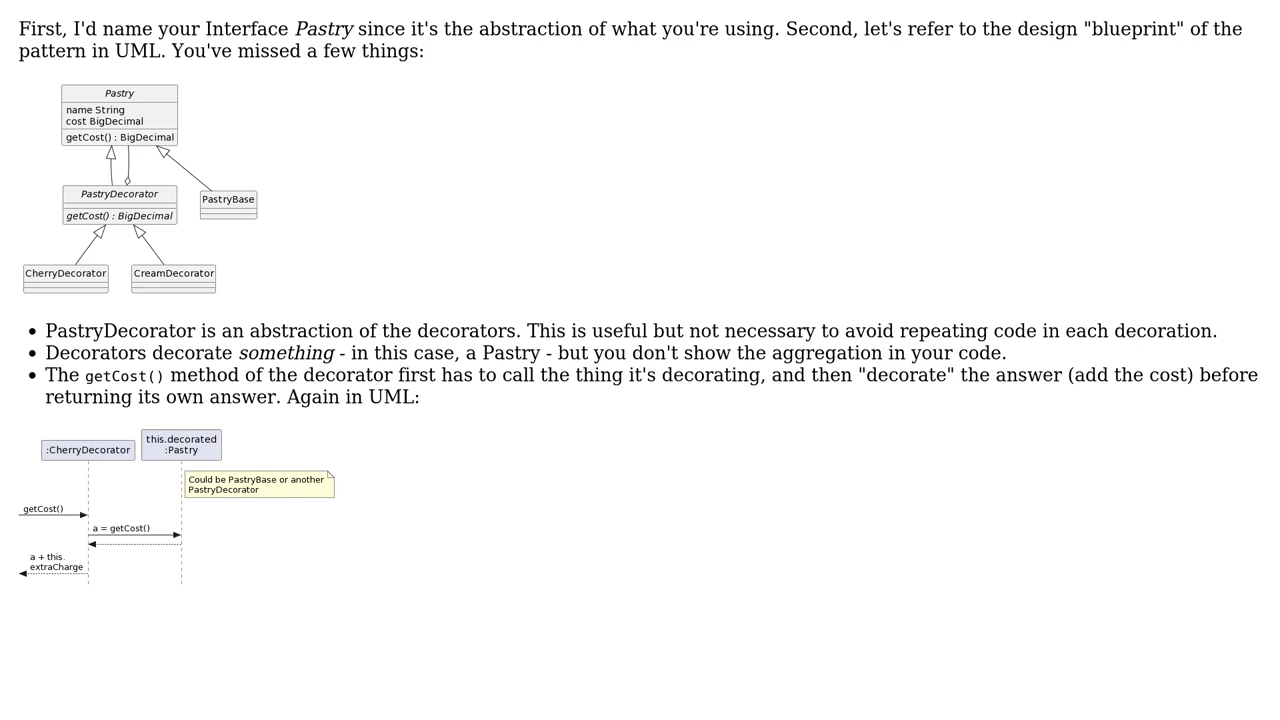 First, I'd name your Interface Pastry since it's the abstraction of what you're using. Second, let's refer to the design "blueprint" of the
pattern in UML. You've missed a few things:
Pastry
name String
cost BigDecimal
getCost() : BigDecimal
PastryDecorator
getCost() : BigDecimal
PastryBase
CherryDecorator
CreamDecorator
• PastryDecorator is an abstraction of the decorators. This is useful but not necessary to avoid repeating code in each decoration.
• Decorators decorate something - in this case, a Pastry - but you don't show the aggregation in your code.
• The getCost() method of the decorator first has to call the thing it's decorating, and then "decorate" the answer (add the cost) before
returning its own answer. Again in UML:
:CherryDecorator
this.decorated
:Pastry
Could be PastryBase or another
PastryDecorator
getCost()
a = getCost()
a + this.
extraCharge